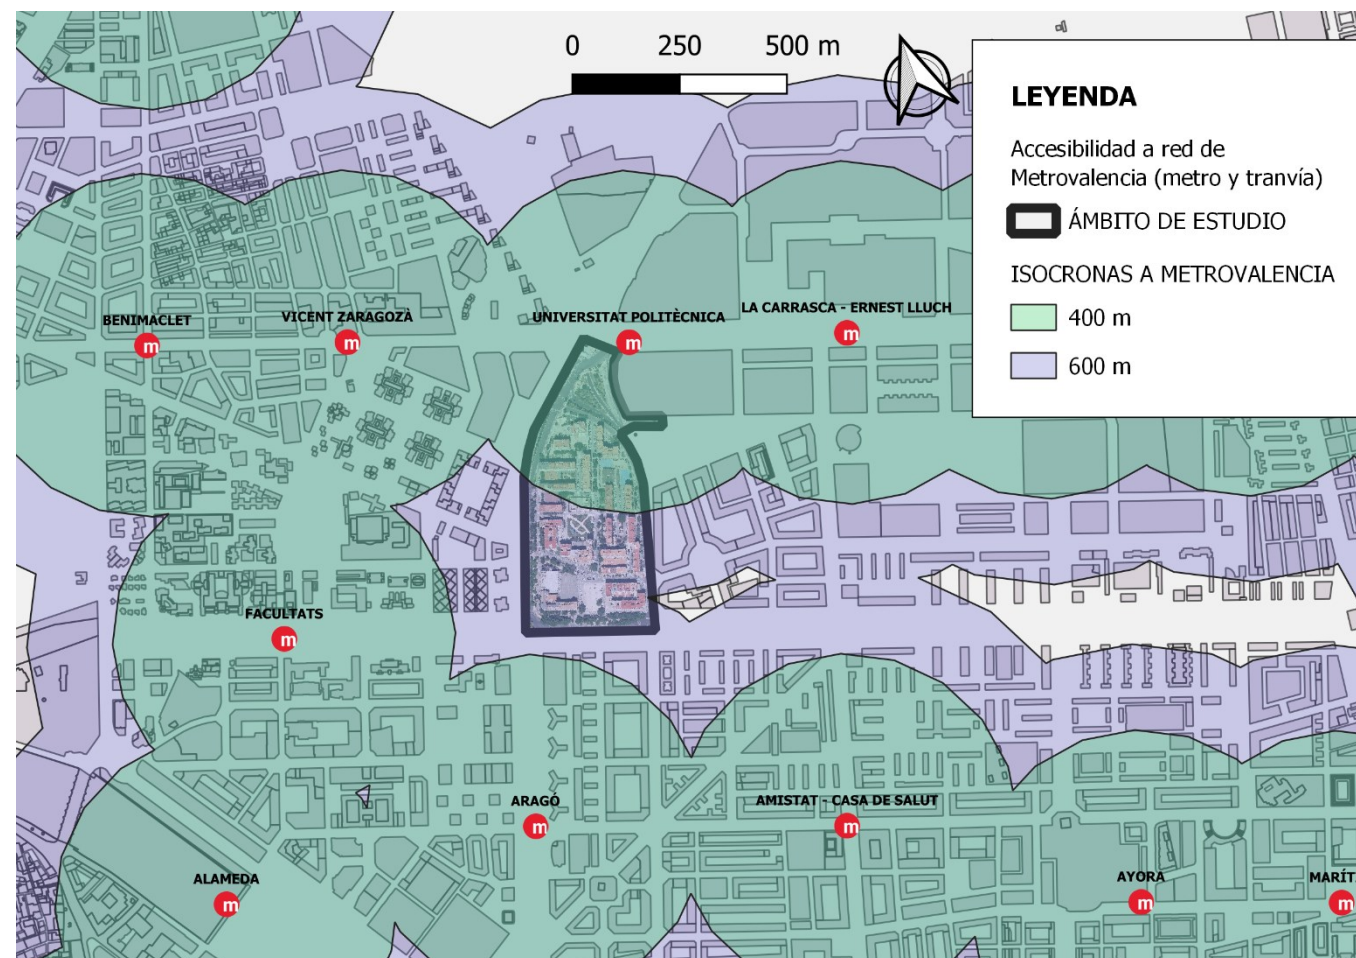 0 250 500 m
LEYENDA
Accesibilidad a red de
Metrovalencia (metro y tranvía)
ÁMBITO DE ESTUDIO
ISOCRONAS A METROVALENCIA
400 m
600 m
BENIMACLET
VICENT ZARAGOZÀ
UNIVERSITAT POLITÈCNICA
LA CARRASCA - ERNEST LLUCH
m
m
m
m
FACULTATS
m
ARAGÓ
AMISTAT - CASA DE SALUT
m
m
ALAMEDA
AYORA
MARÍT
m
m
m